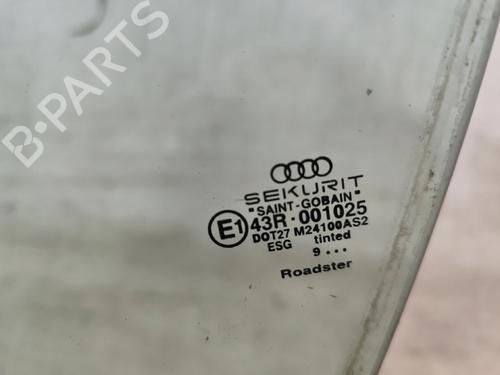 B-PARTS
SEKURIT
"SAINT-GOBAIN"
E1 43R-001025
DOT27 M24100AS2
ESG tinted
9 ...
Roadster